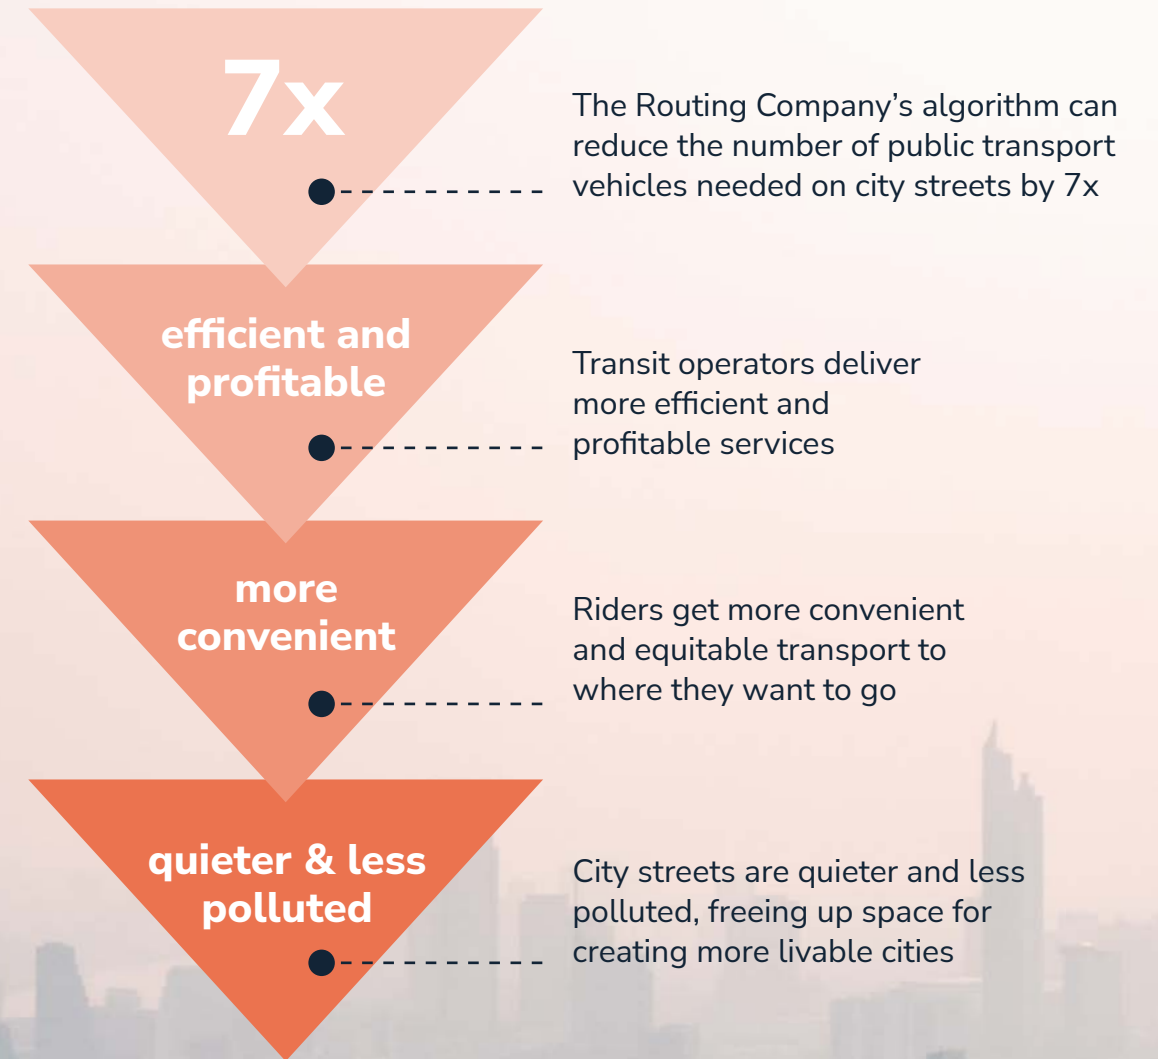 7x
The Routing Company’s algorithm can
reduce the number of public transport
vehicles needed on city streets by 7x
efficient and
profitable
Transit operators deliver
more efficient and
profitable services
more
convenient
Riders get more convenient
and equitable transport to
where they want to go
quieter & less
polluted
City streets are quieter and less
polluted, freeing up space for
creating more livable cities